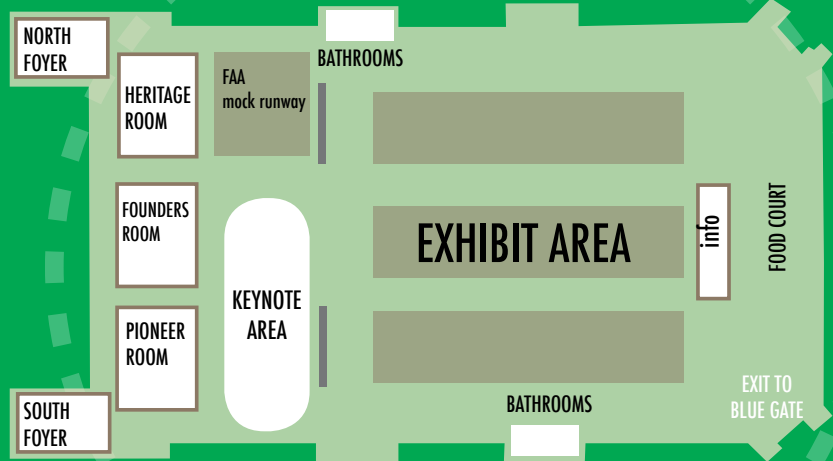 NORTH
FOYER
BATHROOMS
FAA
mock runway
HERITAGE
ROOM
FOUNDERS
ROOM
EXHIBIT AREA
info
FOOD COURT
KEYNOTE
AREA
PIONEER
ROOM
EXIT TO
BLUE GATE
SOUTH
FOYER
BATHROOMS